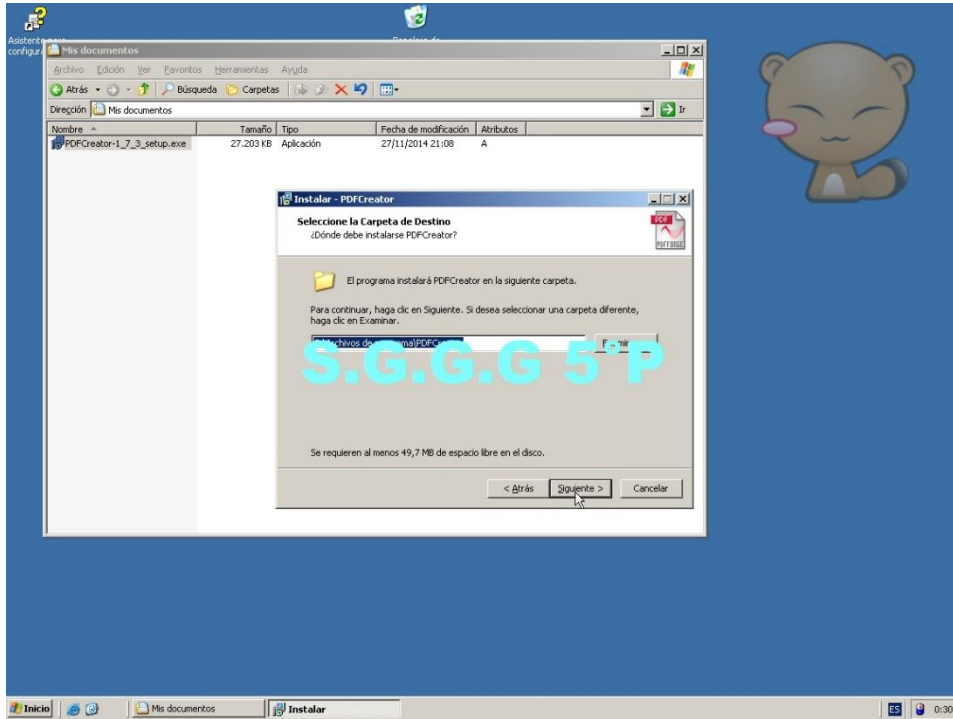 Asistente para
configur
Papelera de
Mis documentos
Archivo Edición Ver Favoritos Herramientas Ayuda
Atrás Búsqueda Carpetas
Dirección Mis documentos Ir
Nombre Tamaño Tipo Fecha de modificación Atributos
PDFCreator-1_7_3_setup.exe 27.203 KB Aplicación 27/11/2014 21:08 A
Instalar - PDFCreator
Seleccione la Carpeta de Destino
¿Dónde debe instalarse PDFCreator?
PDF
PDFFORGE
El programa instalará PDFCreator en la siguiente carpeta.
Para continuar, haga clic en Siguiente. Si desea seleccionar una carpeta diferente,
haga clic en Examinar.
S.G.G.G 5°P
Se requieren al menos 49,7 MB de espacio libre en el disco.
< Atrás Siguiente > Cancelar
Inicio Mis documentos Instalar ES 0:30